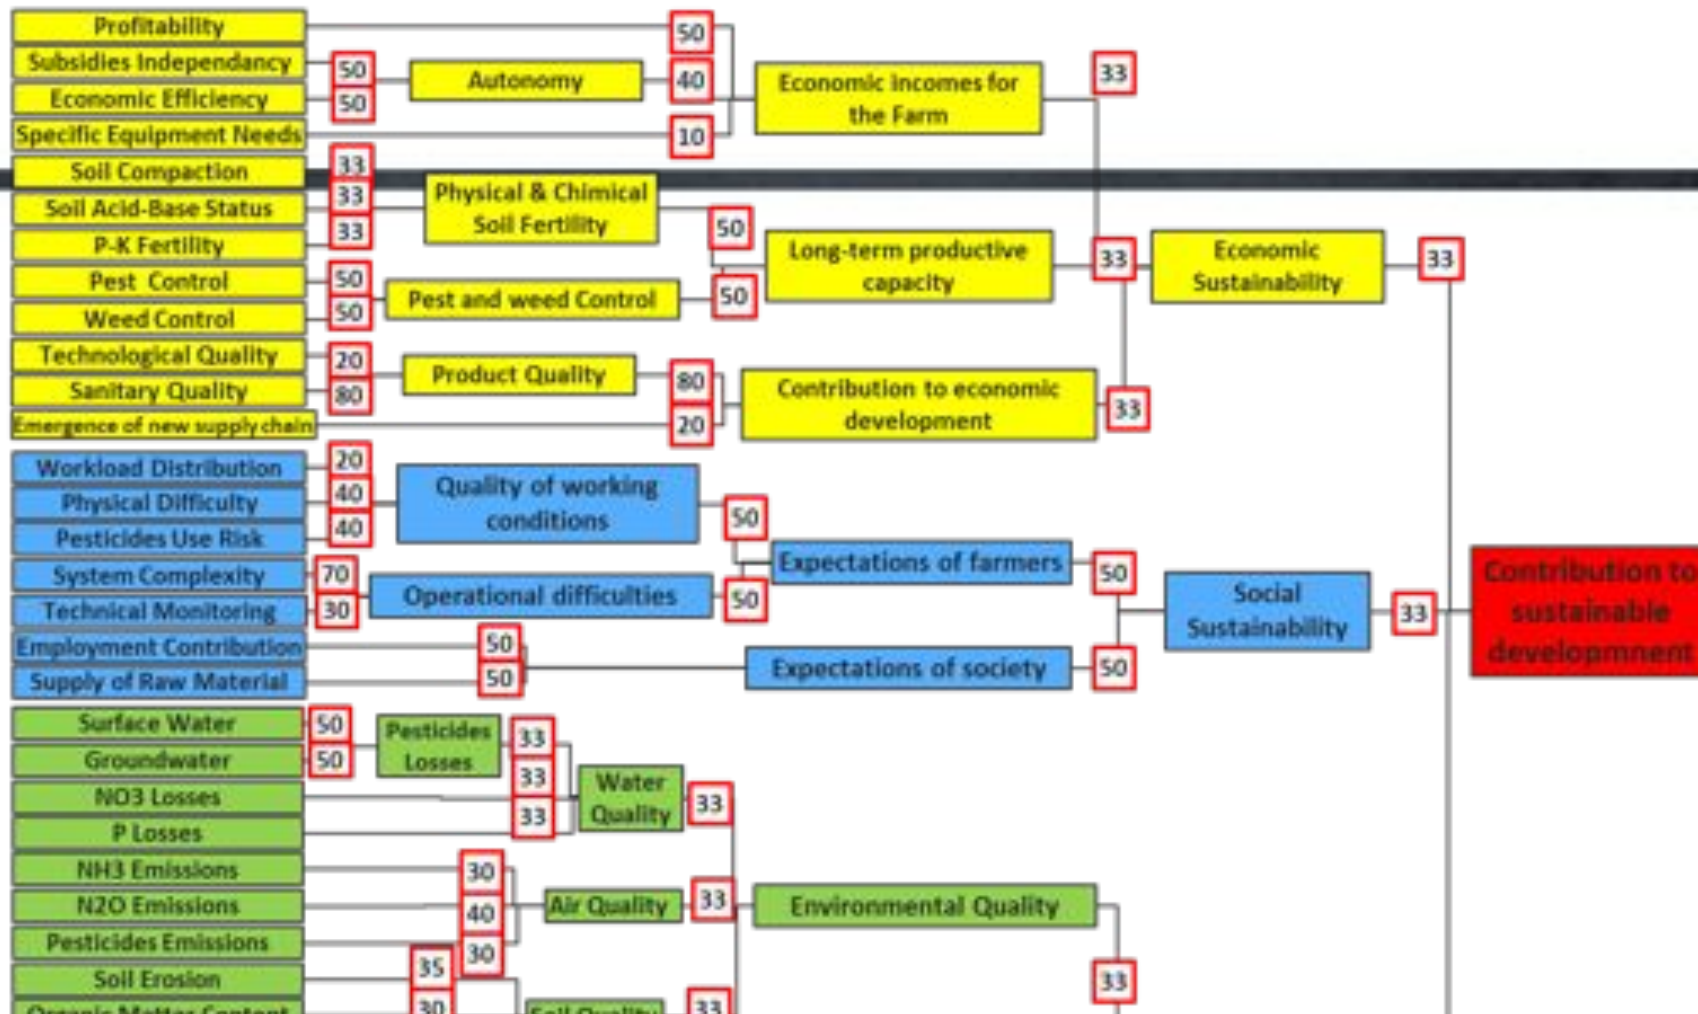 Profitability
50
Subsidies Independancy
50
Autonomy
40
Economic Efficiency
50
Economic incomes for
the Farm
33
Specific Equipment Needs
10
Soil Compaction
33
Soil Acid-Base Status
33
Physical & Chimical
Soil Fertility
50
P-K Fertility
33
Long-term productive
capacity
33
Economic
Sustainability
33
Pest Control
50
Pest and weed Control
50
Weed Control
50
Technological Quality
20
Product Quality
80
Sanitary Quality
80
Contribution to economic
development
33
Emergence of new supply chain
20
Workload Distribution
20
Physical Difficulty
40
Quality of working
conditions
50
Pesticides Use Risk
40
Expectations of farmers
50
System Complexity
70
Operational difficulties
50
Technical Monitoring
30
Social
Sustainability
33
Contribution to
sustainable
developmnent
Employment Contribution
50
Expectations of society
50
Supply of Raw Material
50
Surface Water
50
Pesticides
Losses
33
Groundwater
50
33
NO3 Losses
Water
Quality
33
P Losses
33
NH3 Emissions
30
N2O Emissions
40
Air Quality
33
Environmental Quality
33
Pesticides Emissions
30
Soil Erosion
35
Organic Matter Content
30
Soil Quality
33